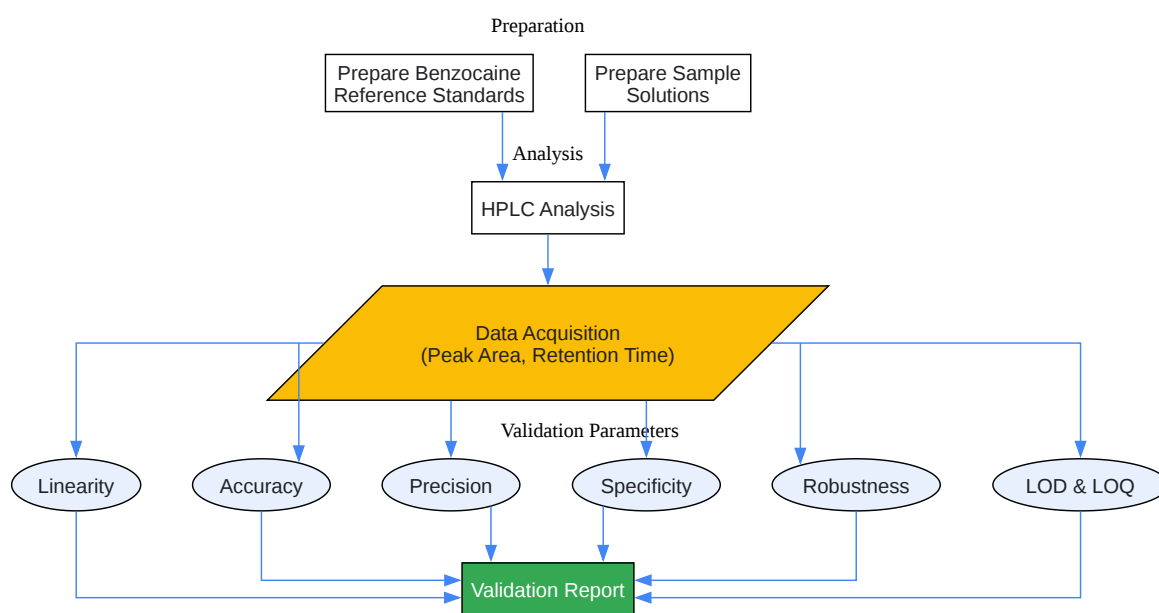 Preparation
Prepare Benzocaine
Reference Standards
Prepare Sample
Solutions
Analysis
HPLC Analysis
Data Acquisition
(Peak Area, Retention Time)
Validation Parameters
Linearity
Accuracy
Precision
Specificity
Robustness
LOD & LOQ
Validation Report